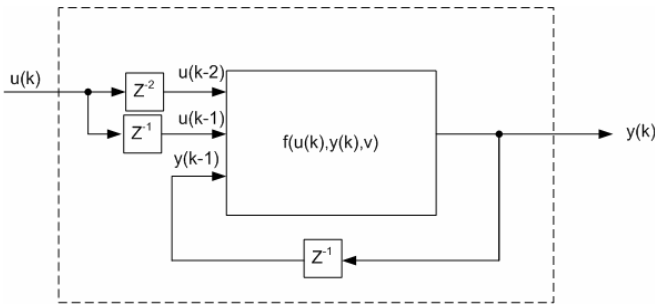 u(k)
Z⁻²
u(k-2)
Z⁻¹
u(k-1)
y(k-1)
f(u(k),y(k),v)
y(k)
Z⁻¹